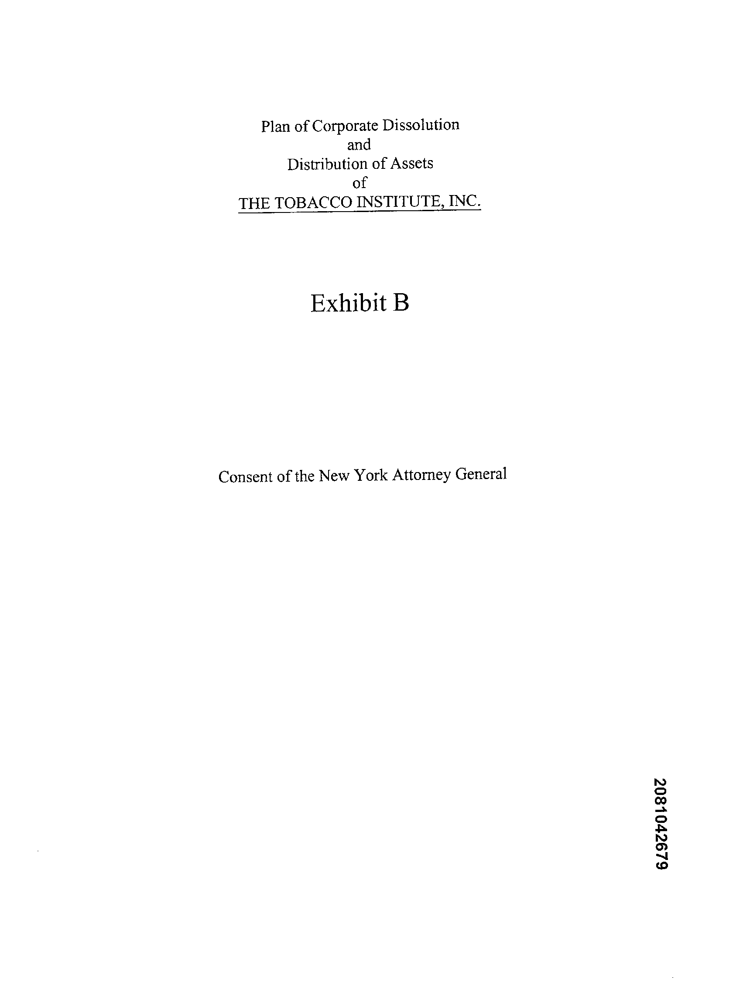 Plan of Corporate Dissolution
and
Distribution of Assets
of
THE TOBACCO INSTITUTE, INC.
Exhibit B
Consent of the New York Attorney General
2081042679